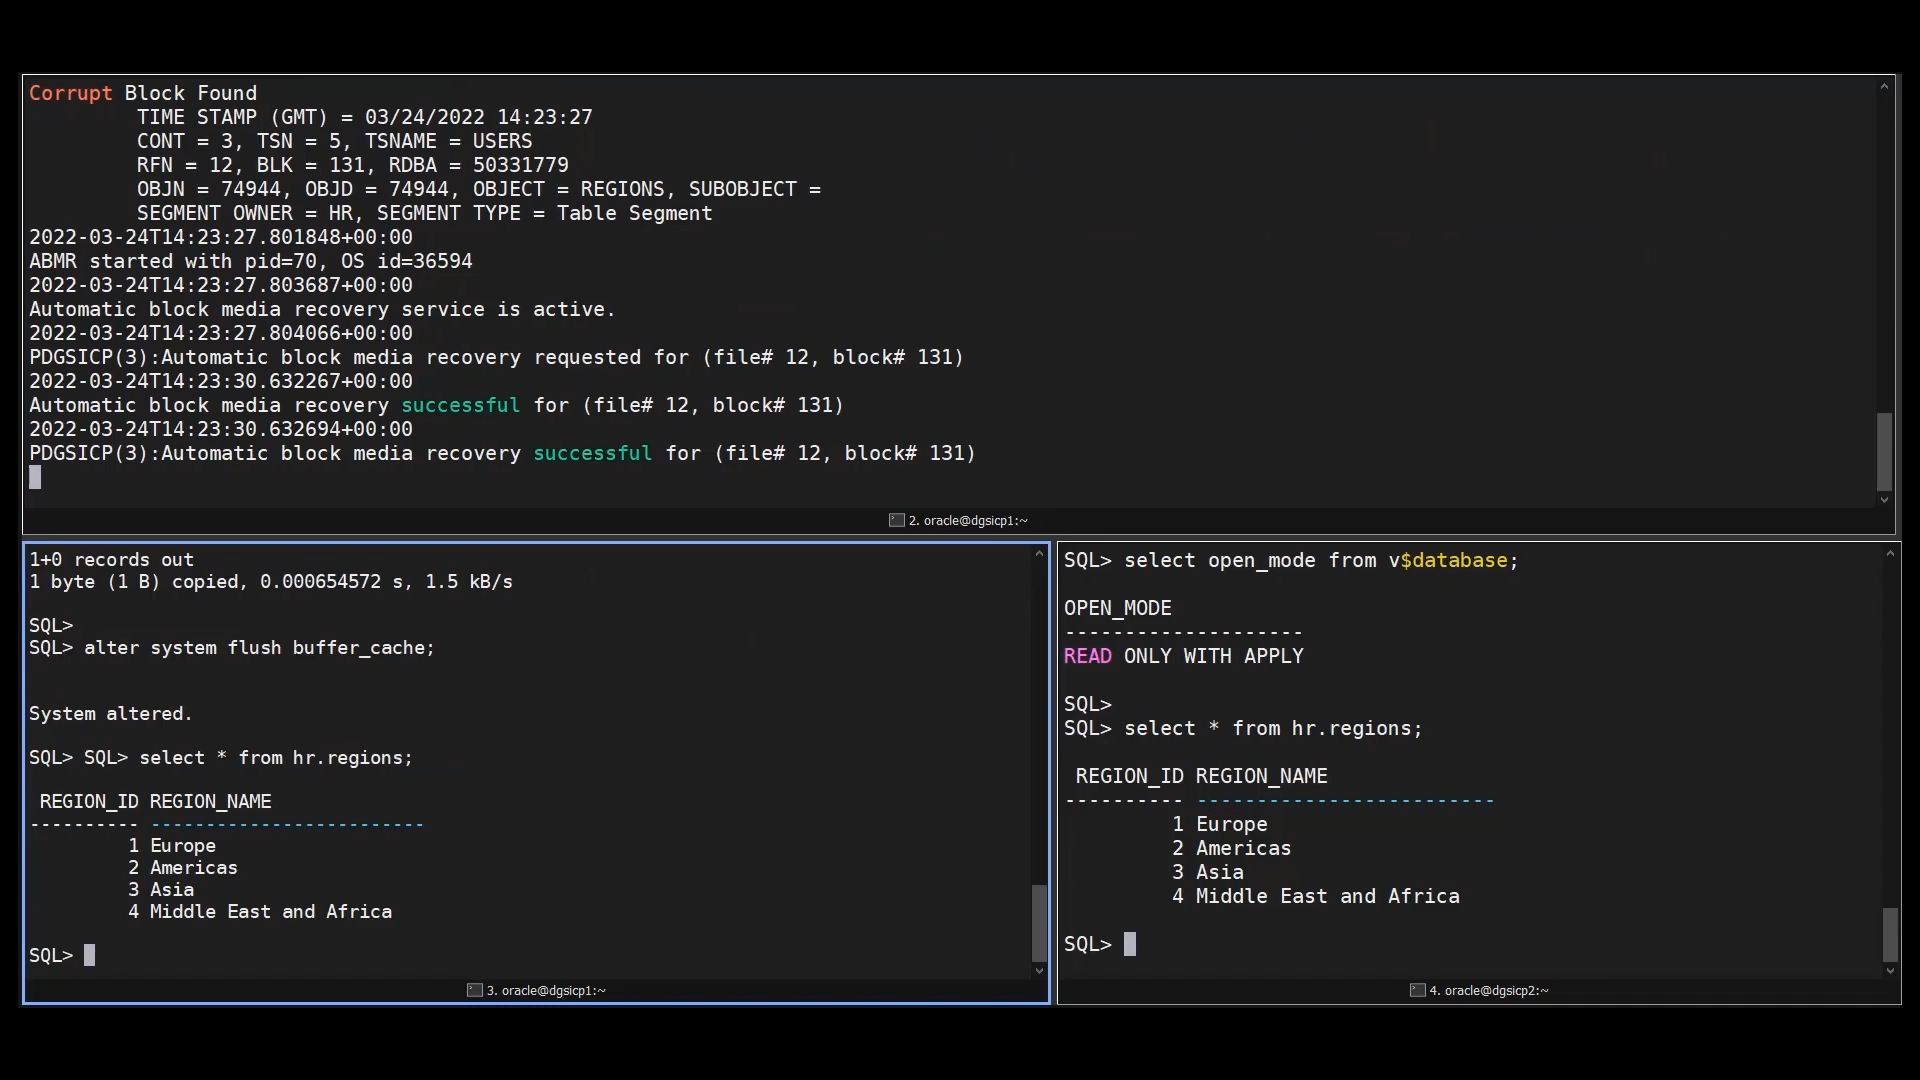 Corrupt Block Found
         TIME STAMP (GMT) = 03/24/2022 14:23:27
         CONT = 3, TSN = 5, TSNAME = USERS
         RFN = 12, BLK = 131, RDBA = 50331779
         OBJN = 74944, OBJD = 74944, OBJECT = REGIONS, SUBOBJECT =
         SEGMENT OWNER = HR, SEGMENT TYPE = Table Segment
2022-03-24T14:23:27.801848+00:00
ABMR started with pid=70, OS id=36594
2022-03-24T14:23:27.803687+00:00
Automatic block media recovery service is active.
2022-03-24T14:23:27.804066+00:00
PDGSICP(3):Automatic block media recovery requested for (file# 12, block# 131)
2022-03-24T14:23:30.632267+00:00
Automatic block media recovery successful for (file# 12, block# 131)
2022-03-24T14:23:30.632694+00:00
PDGSICP(3):Automatic block media recovery successful for (file# 12, block# 131)
2. oracle@dgsicp1:~
1+0 records out
1 byte (1 B) copied, 0.000654572 s, 1.5 kB/s
SQL>
SQL> alter system flush buffer_cache;
System altered.
SQL> SQL> select * from hr.regions;
 REGION_ID REGION_NAME
---------- -------------------------
         1 Europe
         2 Americas
         3 Asia
         4 Middle East and Africa
SQL>
3. oracle@dgsicp1:~
SQL> select open_mode from v$database;
OPEN_MODE
--------------------
READ ONLY WITH APPLY
SQL>
SQL> select * from hr.regions;
 REGION_ID REGION_NAME
---------- -------------------------
         1 Europe
         2 Americas
         3 Asia
         4 Middle East and Africa
SQL>
4. oracle@dgsicp2:~